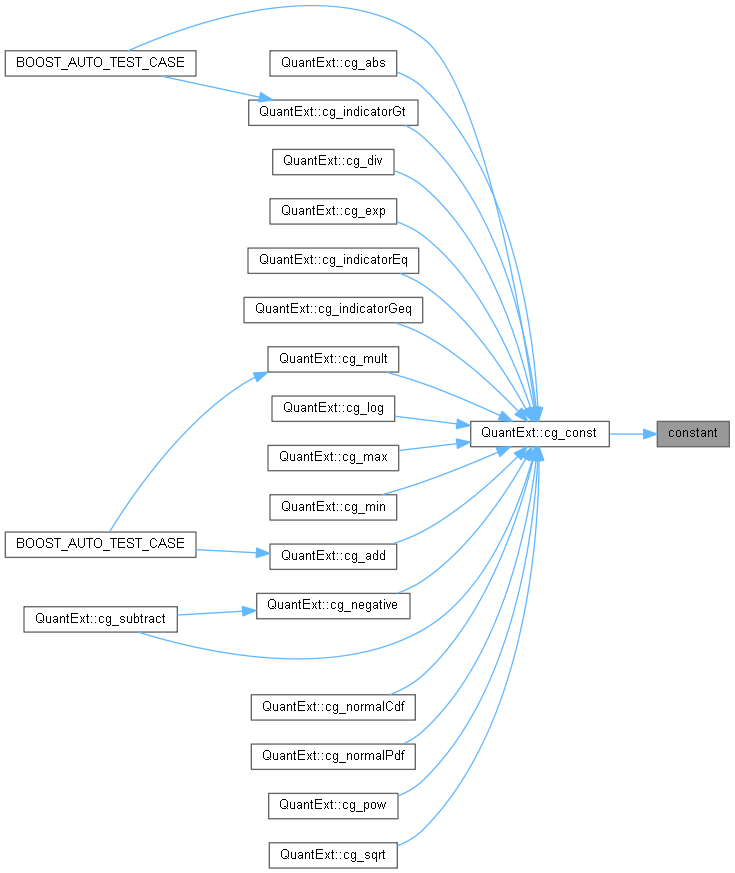 BOOST_AUTO_TEST_CASE
QuantExt::cg_abs
QuantExt::cg_indicatorGt
QuantExt::cg_div
QuantExt::cg_exp
QuantExt::cg_indicatorEq
QuantExt::cg_indicatorGeq
QuantExt::cg_mult
QuantExt::cg_log
QuantExt::cg_const
constant
QuantExt::cg_max
QuantExt::cg_min
BOOST_AUTO_TEST_CASE
QuantExt::cg_add
QuantExt::cg_negative
QuantExt::cg_subtract
QuantExt::cg_normalCdf
QuantExt::cg_normalPdf
QuantExt::cg_pow
QuantExt::cg_sqrt